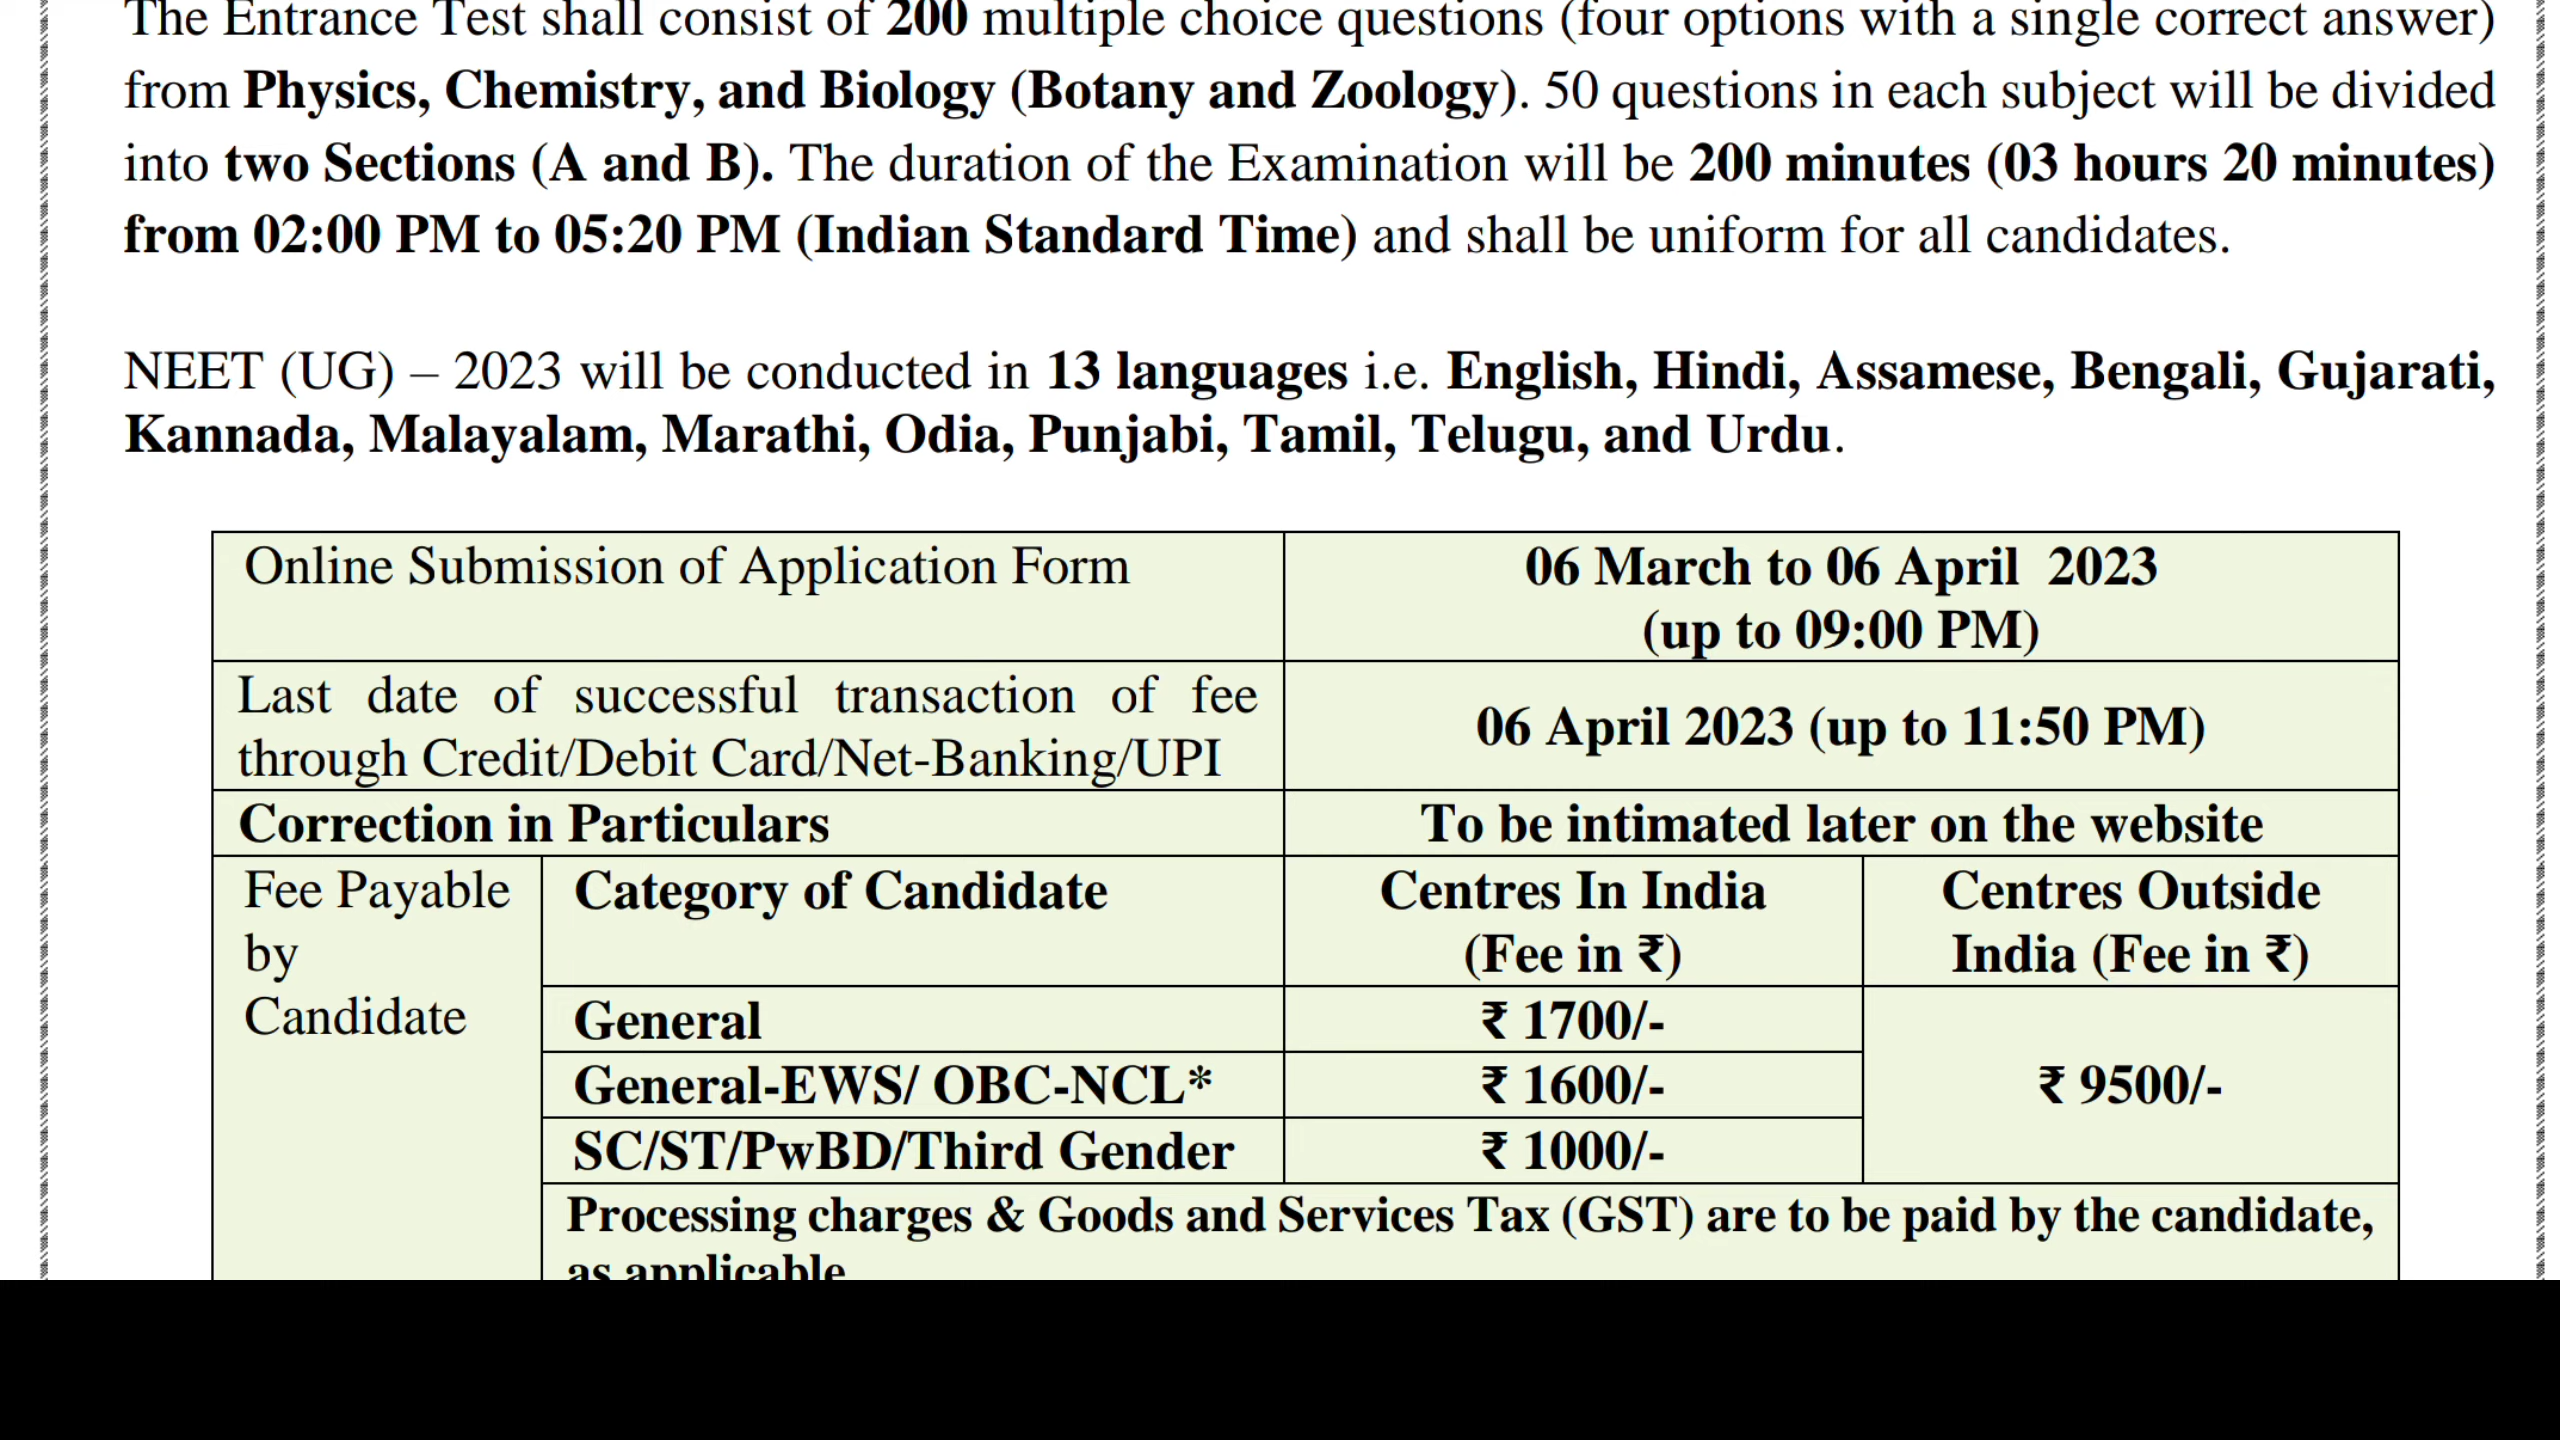 The Entrance Test shall consist of 200 multiple choice questions (four options with a single correct answer)
from Physics, Chemistry, and Biology (Botany and Zoology). 50 questions in each subject will be divided
into two Sections (A and B). The duration of the Examination will be 200 minutes (03 hours 20 minutes)
from 02:00 PM to 05:20 PM (Indian Standard Time) and shall be uniform for all candidates.
NEET (UG) – 2023 will be conducted in 13 languages i.e. English, Hindi, Assamese, Bengali, Gujarati,
Kannada, Malayalam, Marathi, Odia, Punjabi, Tamil, Telugu, and Urdu.
Online Submission of Application Form
06 March to 06 April 2023
(up to 09:00 PM)
Last date of successful transaction of fee
through Credit/Debit Card/Net-Banking/UPI
06 April 2023 (up to 11:50 PM)
Correction in Particulars
To be intimated later on the website
Fee Payable
by
Candidate
Category of Candidate
Centres In India
(Fee in ₹)
Centres Outside
India (Fee in ₹)
General
₹ 1700/-
General-EWS/ OBC-NCL*
₹ 1600/-
₹ 9500/-
SC/ST/PwBD/Third Gender
₹ 1000/-
Processing charges & Goods and Services Tax (GST) are to be paid by the candidate,
as applicable